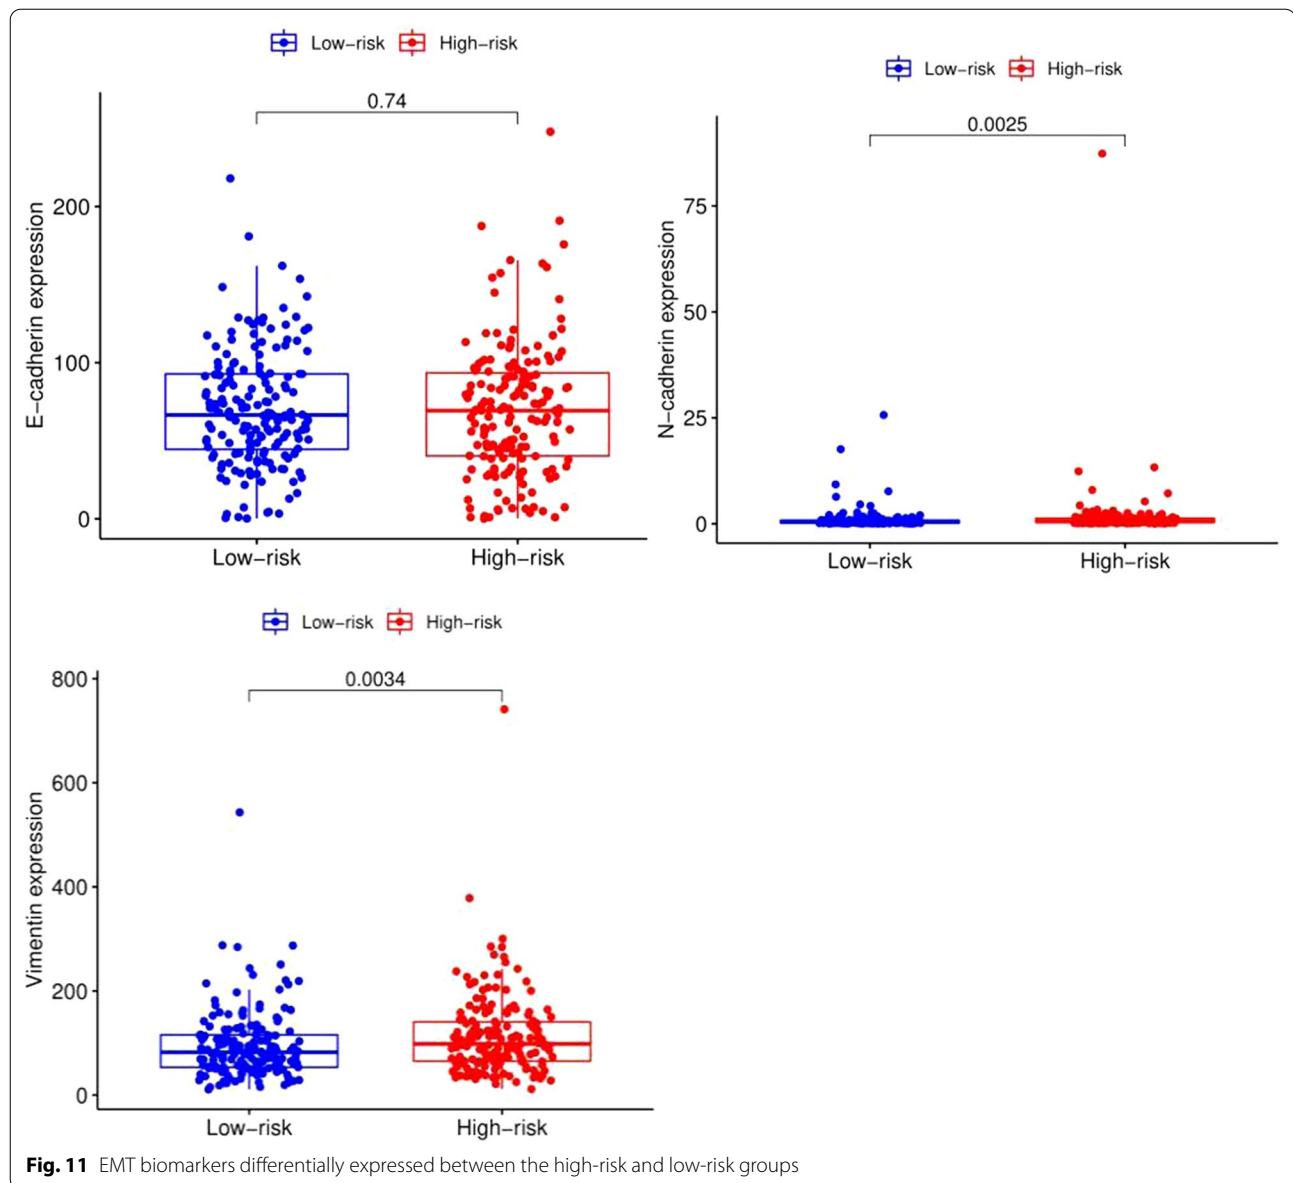 Low−risk High−risk
0.74
E−cadherin expression
200
100
0
Low−risk High−risk
Low−risk High−risk
0.0025
N−cadherin expression
75
50
25
0
Low−risk High−risk
Low−risk High−risk
0.0034
Vimentin expression
800
600
400
200
0
Low−risk High−risk
Fig. 11 EMT biomarkers differentially expressed between the high-risk and low-risk groups